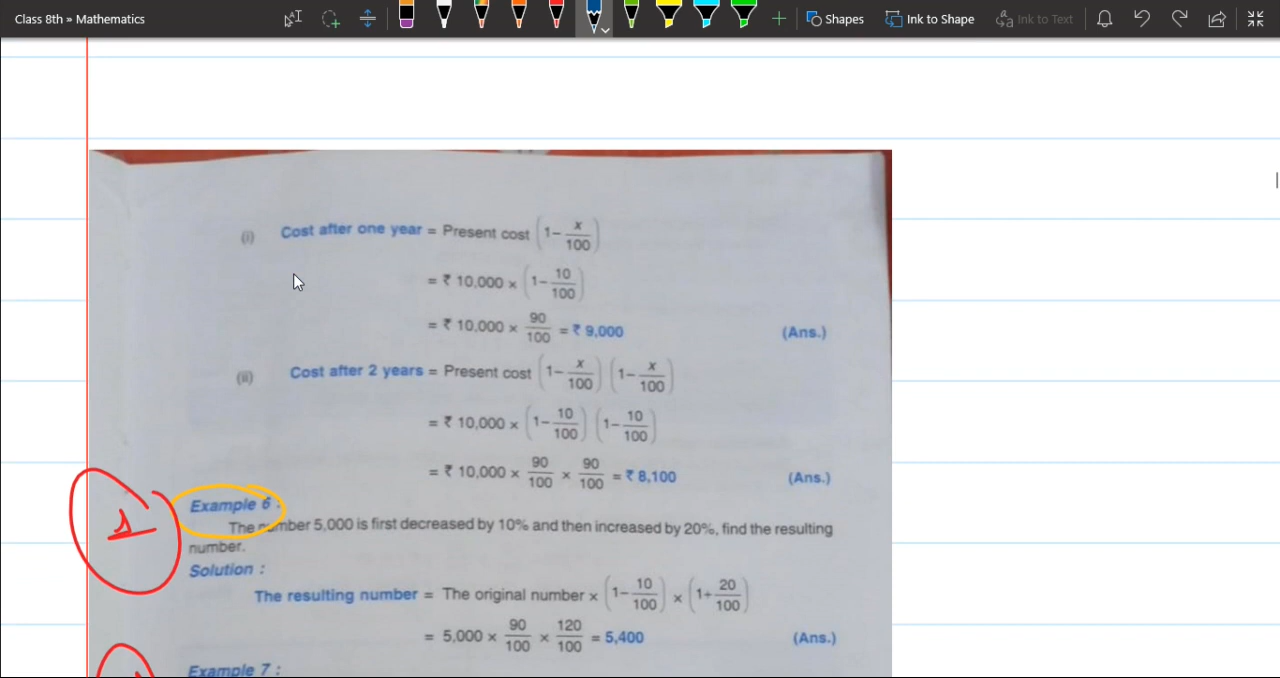 Class 8th » Mathematics
Shapes
Ink to Shape
Ink to Text
(i) Cost after one year = Present cost (1 - x/100)
= ₹ 10,000 × (1 - 10/100)
= ₹ 10,000 × 90/100 = ₹ 9,000 (Ans.)
(ii) Cost after 2 years = Present cost (1 - x/100) (1 - x/100)
= ₹ 10,000 × (1 - 10/100) (1 - 10/100)
= ₹ 10,000 × 90/100 × 90/100 = ₹ 8,100 (Ans.)
Example 6 :
The number 5,000 is first decreased by 10% and then increased by 20%, find the resulting
number.
Solution :
The resulting number = The original number × (1 - 10/100) × (1 + 20/100)
= 5,000 × 90/100 × 120/100 = 5,400 (Ans.)
Example 7 :